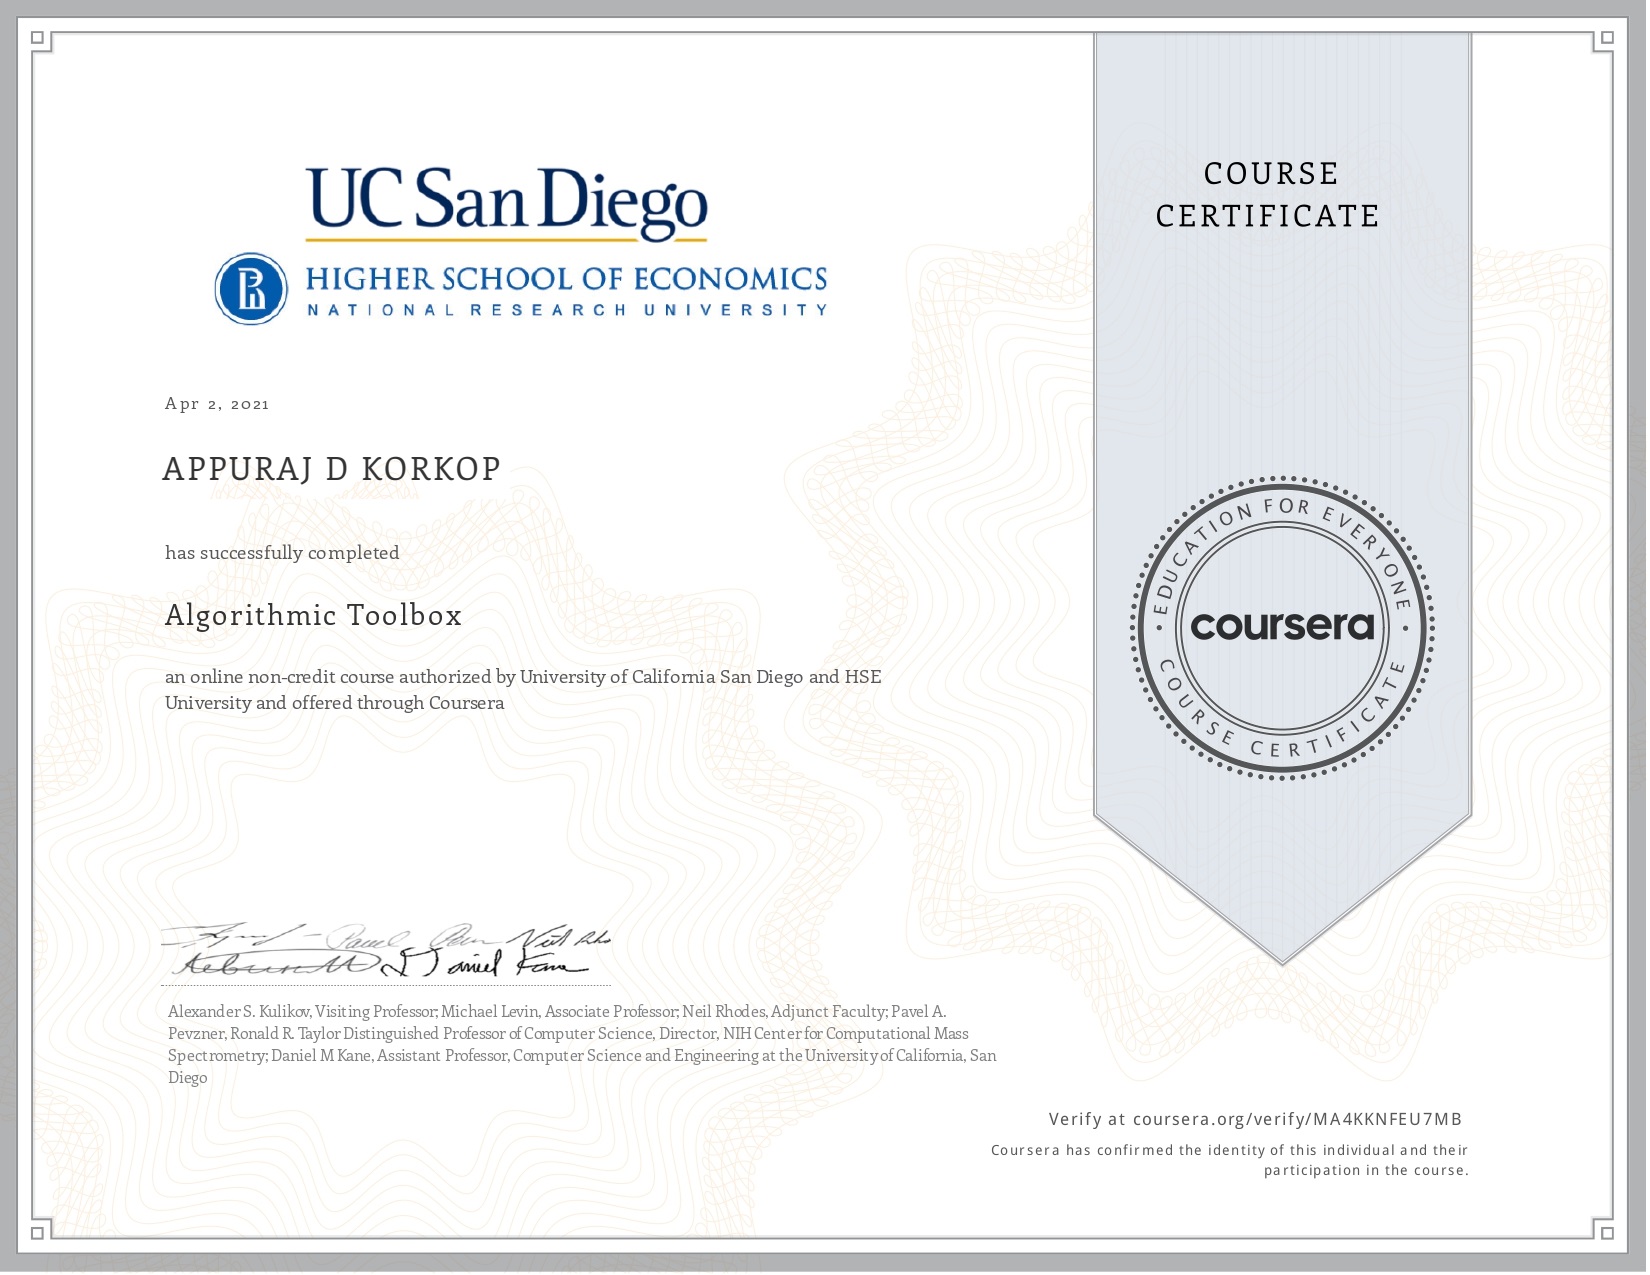 UC San Diego
HIGHER SCHOOL OF ECONOMICS
NATIONAL RESEARCH UNIVERSITY
COURSE
CERTIFICATE
Apr 2, 2021
APPURAJ D KORKOP
has successfully completed
Algorithmic Toolbox
an online non-credit course authorized by University of California San Diego and HSE
University and offered through Coursera
EDUCATION FOR EVERYONE
coursera
COURSE CERTIFICATE
Daniel Kane
Alexander S. Kulikov, Visiting Professor; Michael Levin, Associate Professor; Neil Rhodes, Adjunct Faculty; Pavel A.
Pevzner, Ronald R. Taylor Distinguished Professor of Computer Science, Director, NIH Center for Computational Mass
Spectrometry; Daniel M Kane, Assistant Professor, Computer Science and Engineering at the University of California, San
Diego
Verify at coursera.org/verify/MA4KKNFEU7MB
Coursera has confirmed the identity of this individual and their
participation in the course.